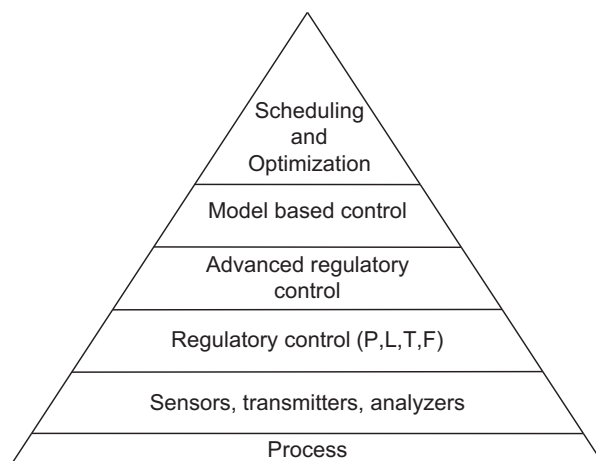 Scheduling
and
Optimization
Model based control
Advanced regulatory
control
Regulatory control (P,L,T,F)
Sensors, transmitters, analyzers
Process